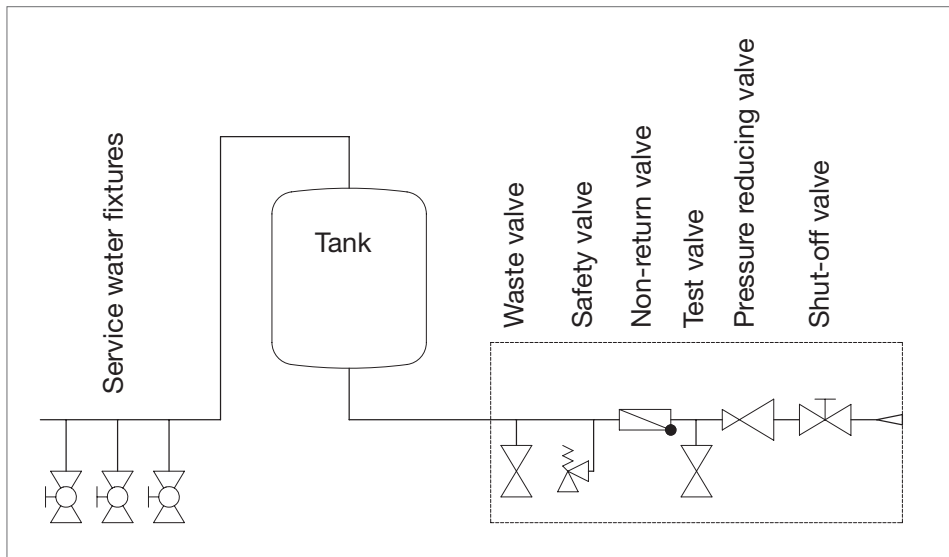 Service water fixtures
Tank
Waste valve
Safety valve
Non-return valve
Test valve
Pressure reducing valve
Shut-off valve